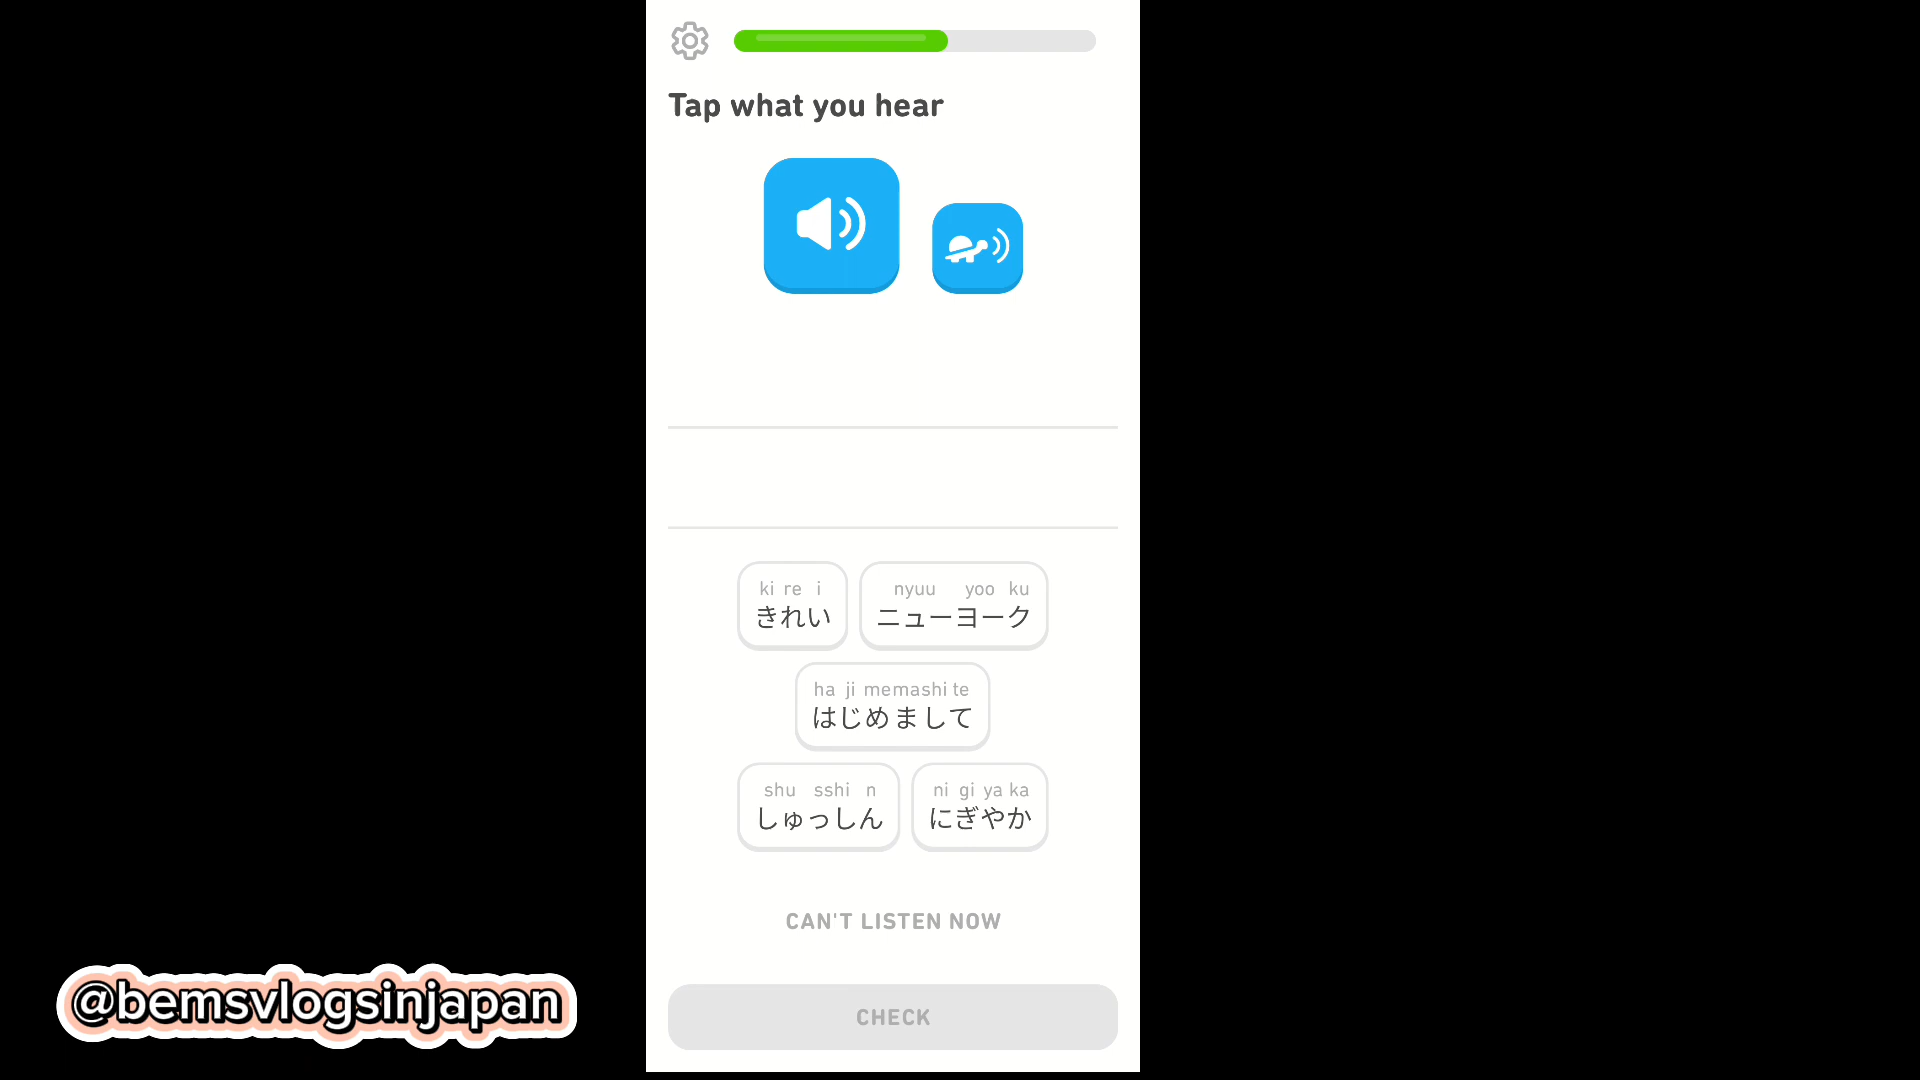 Tap what you hear
ki re i nyuu yoo ku
きれい ニューヨーク
ha ji memashi te
はじめまして
shu sshi n ni gi ya ka
しゅっしん にぎやか
CAN'T LISTEN NOW
CHECK
@bemsvlogsinjapan